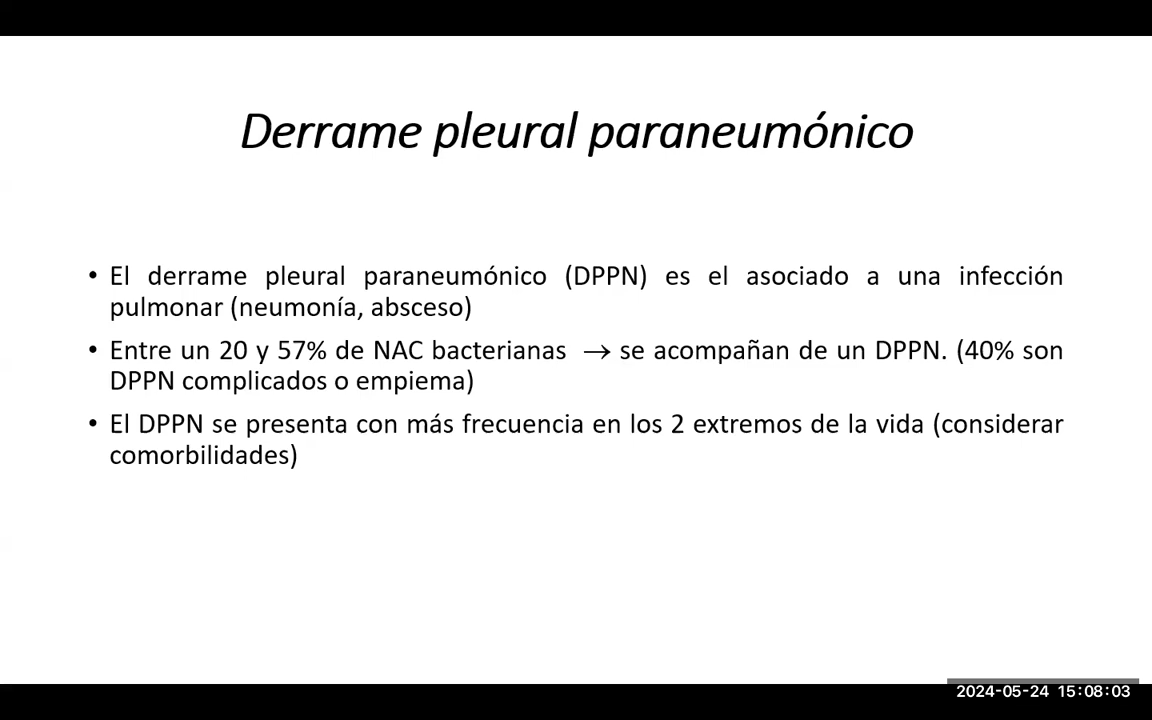 Derrame pleural paraneumónico
• El derrame pleural paraneumónico (DPPN) es el asociado a una infección
pulmonar (neumonía, absceso)
• Entre un 20 y 57% de NAC bacterianas → se acompañan de un DPPN. (40% son
DPPN complicados o empiema)
• El DPPN se presenta con más frecuencia en los 2 extremos de la vida (considerar
comorbilidades)
2024-05-24 15:08:03